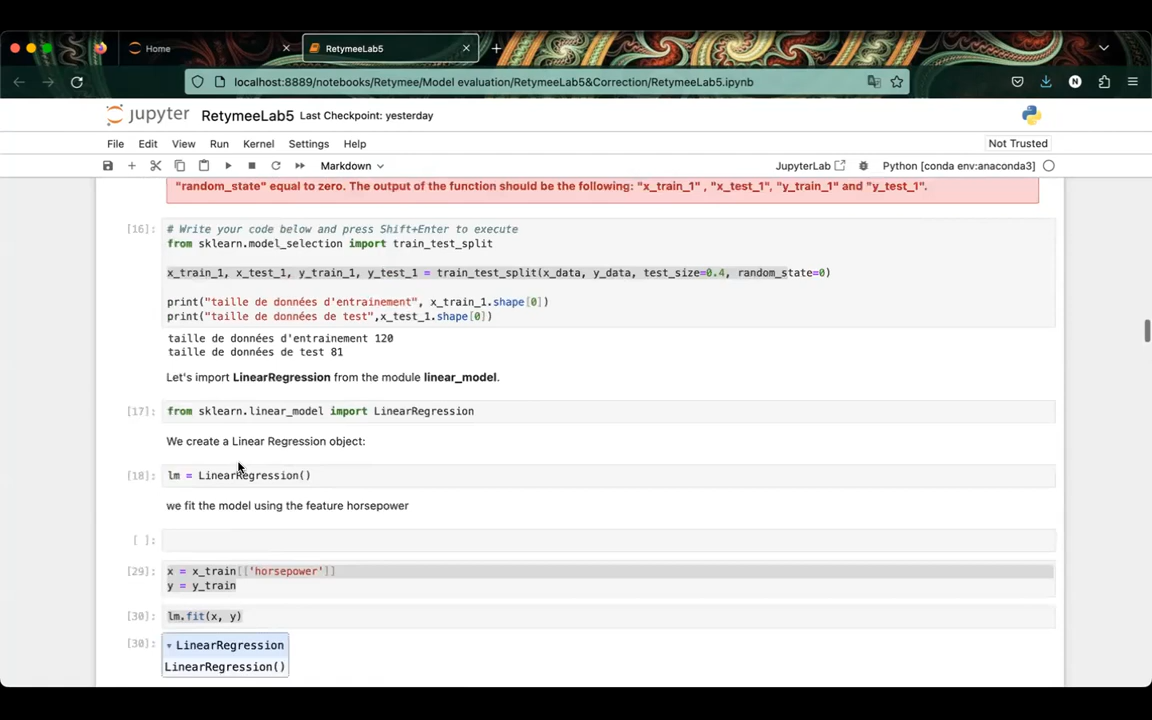 Home
RetymeeLab5
localhost:8889/notebooks/Retymee/Model evaluation/RetymeeLab5&Correction/RetymeeLab5.ipynb
N
jupyter RetymeeLab5 Last Checkpoint: yesterday
File Edit View Run Kernel Settings Help Not Trusted
Markdown JupyterLab Python [conda env:anaconda3]
"random_state" equal to zero. The output of the function should be the following: "x_train_1" , "x_test_1", "y_train_1" and "y_test_1".
[16]: # Write your code below and press Shift+Enter to execute
from sklearn.model_selection import train_test_split
x_train_1, x_test_1, y_train_1, y_test_1 = train_test_split(x_data, y_data, test_size=0.4, random_state=0)
print("taille de données d'entrainement", x_train_1.shape[0])
print("taille de données de test",x_test_1.shape[0])
taille de données d'entrainement 120
taille de données de test 81
Let's import LinearRegression from the module linear_model.
[17]: from sklearn.linear_model import LinearRegression
We create a Linear Regression object:
[18]: lm = LinearRegression()
we fit the model using the feature horsepower
[ ]:
[29]: x = x_train[['horsepower']]
y = y_train
[30]: lm.fit(x, y)
[30]: LinearRegression
LinearRegression()